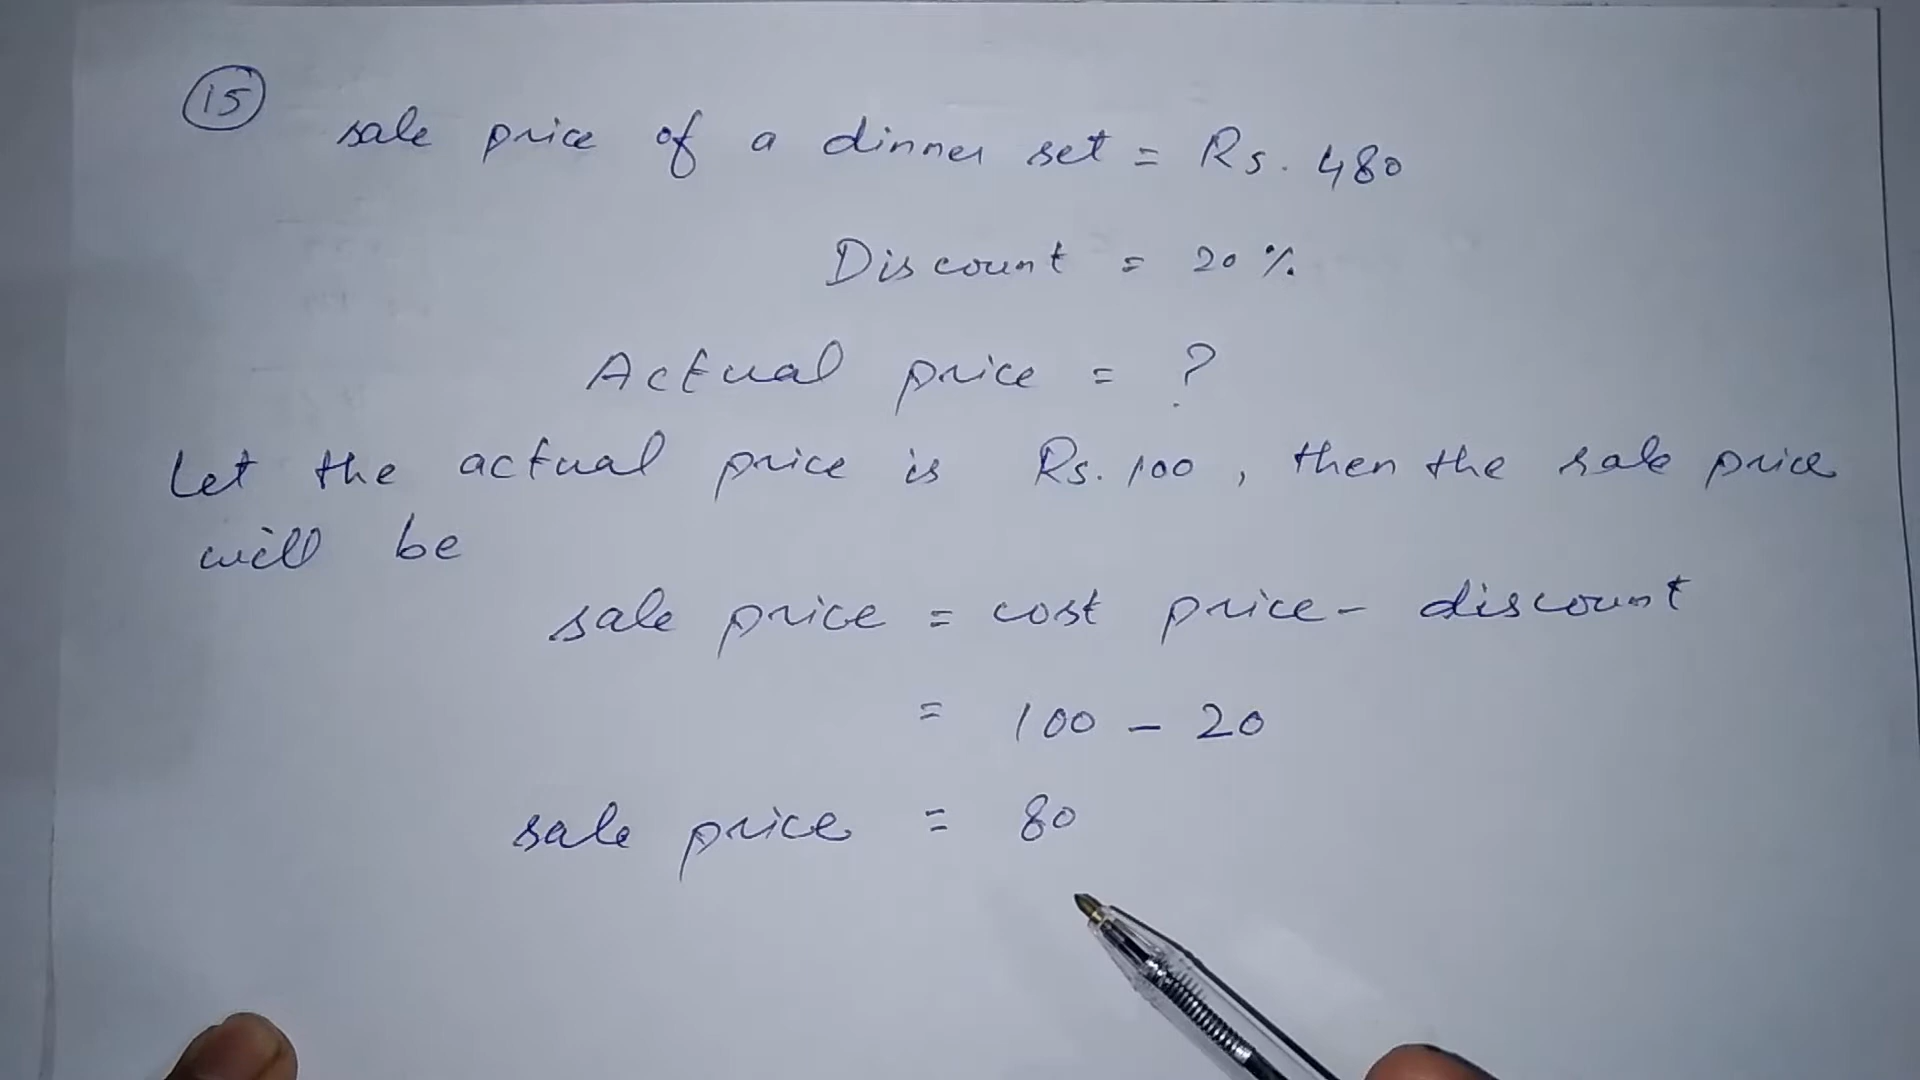 15
sale price of a dinner set = Rs. 480
Discount = 20%
Actual price = ?
Let the actual price is Rs. 100, then the sale price
will be
sale price = cost price - discount
= 100 - 20
sale price = 80